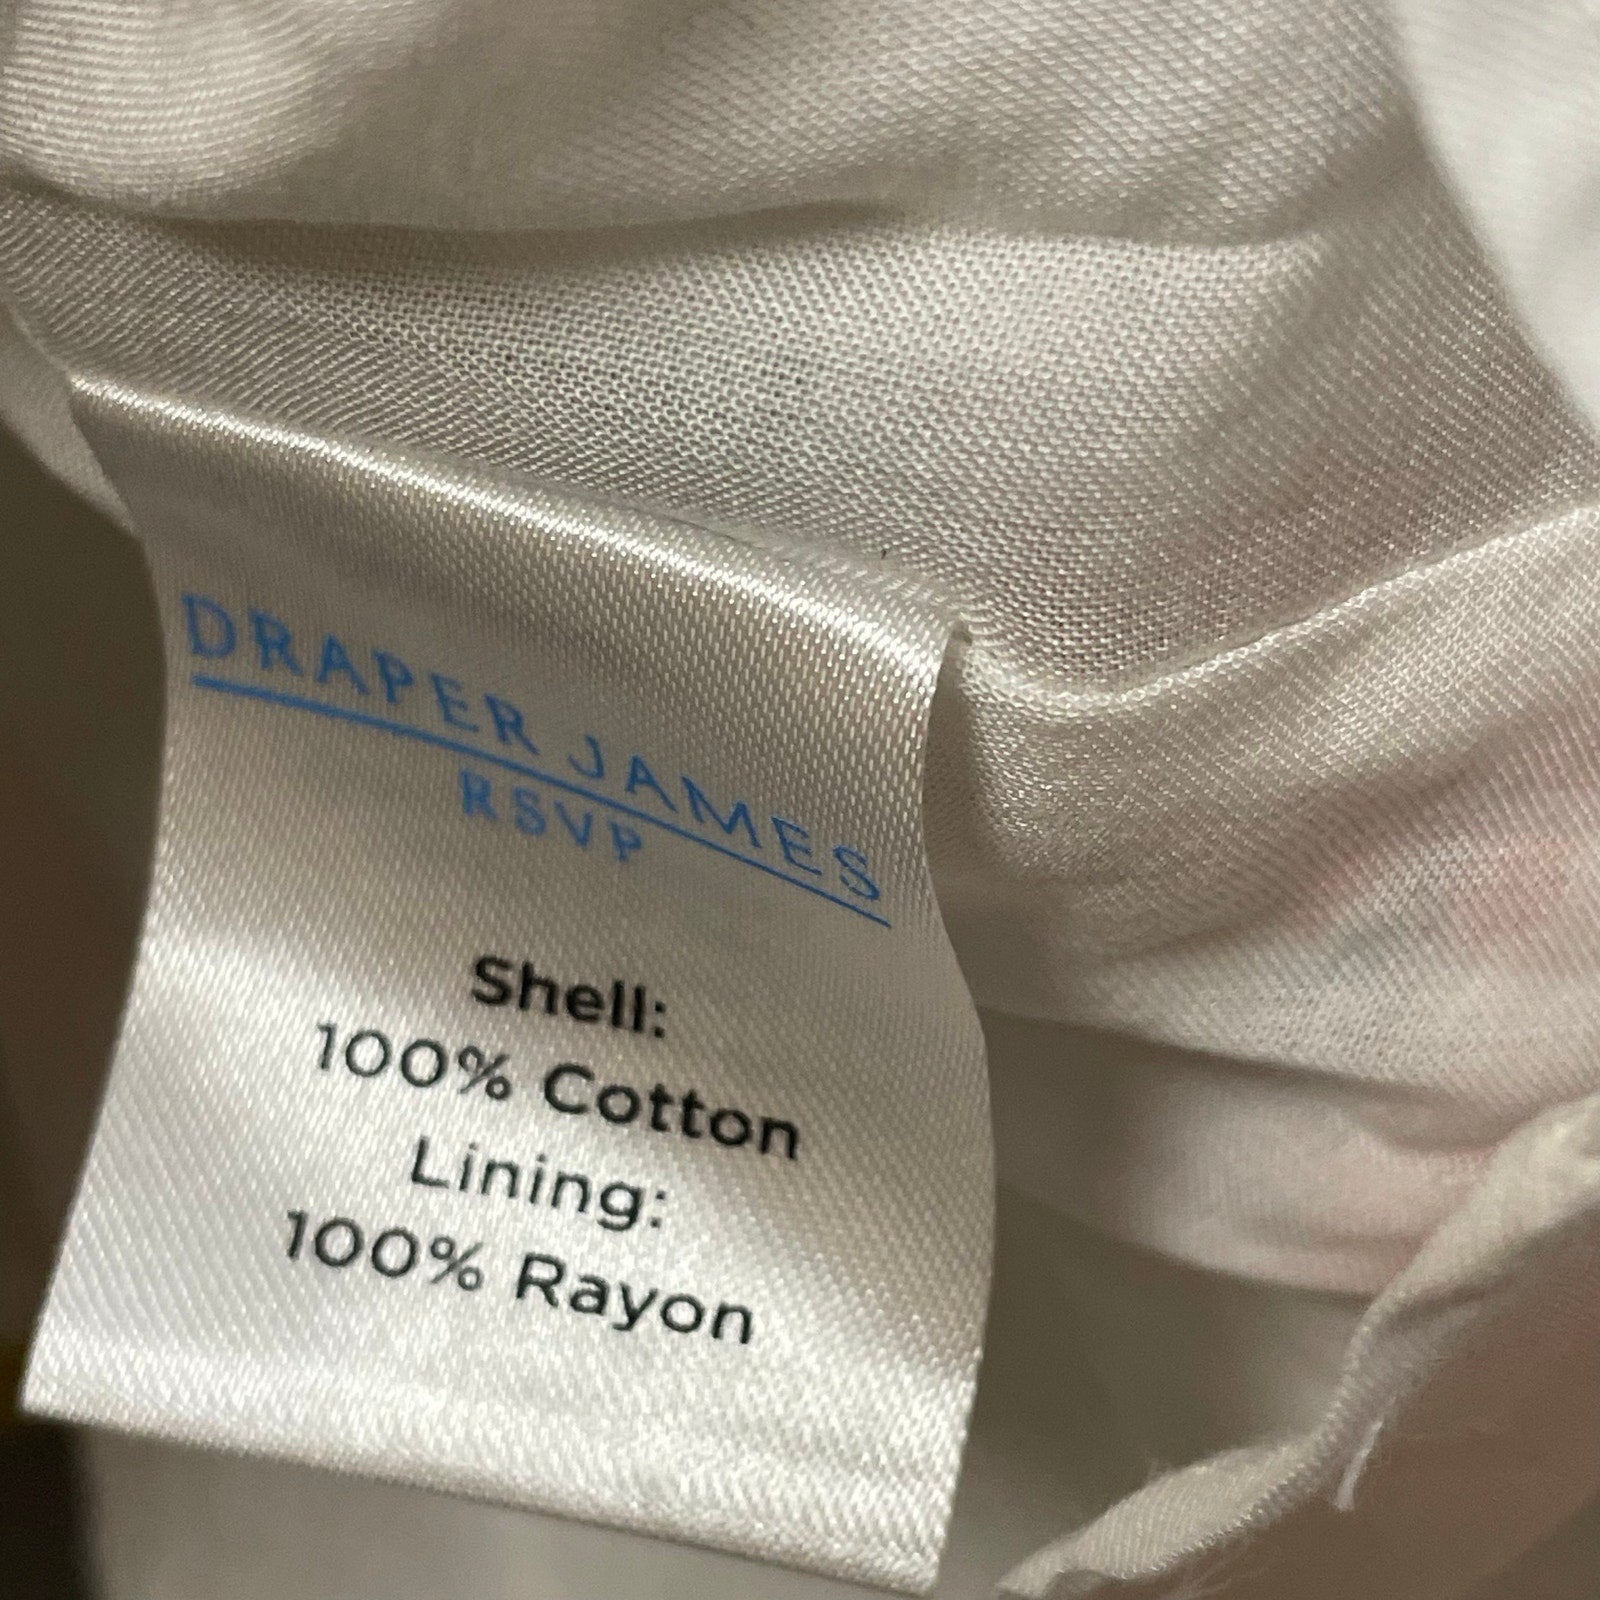 DRAPER JAMES
RSVP
Shell:
100% Cotton
Lining:
100% Rayon